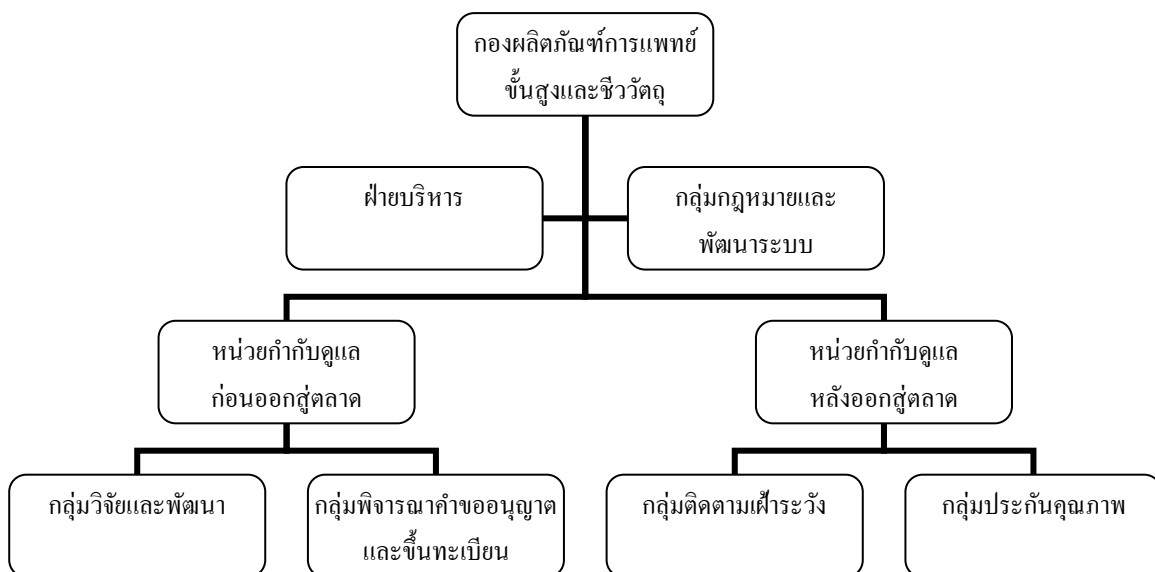 กองผลิตภัณฑ์การแพทย์
ขั้นสูงและชีววัตถุ
ฝ่ายบริหาร
กลุ่มกฎหมายและ
พัฒนาระบบ
หน่วยกำกับดูแล
ก่อนออกสู่ตลาด
หน่วยกำกับดูแล
หลังออกสู่ตลาด
กลุ่มวิจัยและพัฒนา
กลุ่มพิจารณาคำขออนุญาต
และขึ้นทะเบียน
กลุ่มติดตามเฝ้าระวัง
กลุ่มประกันคุณภาพ